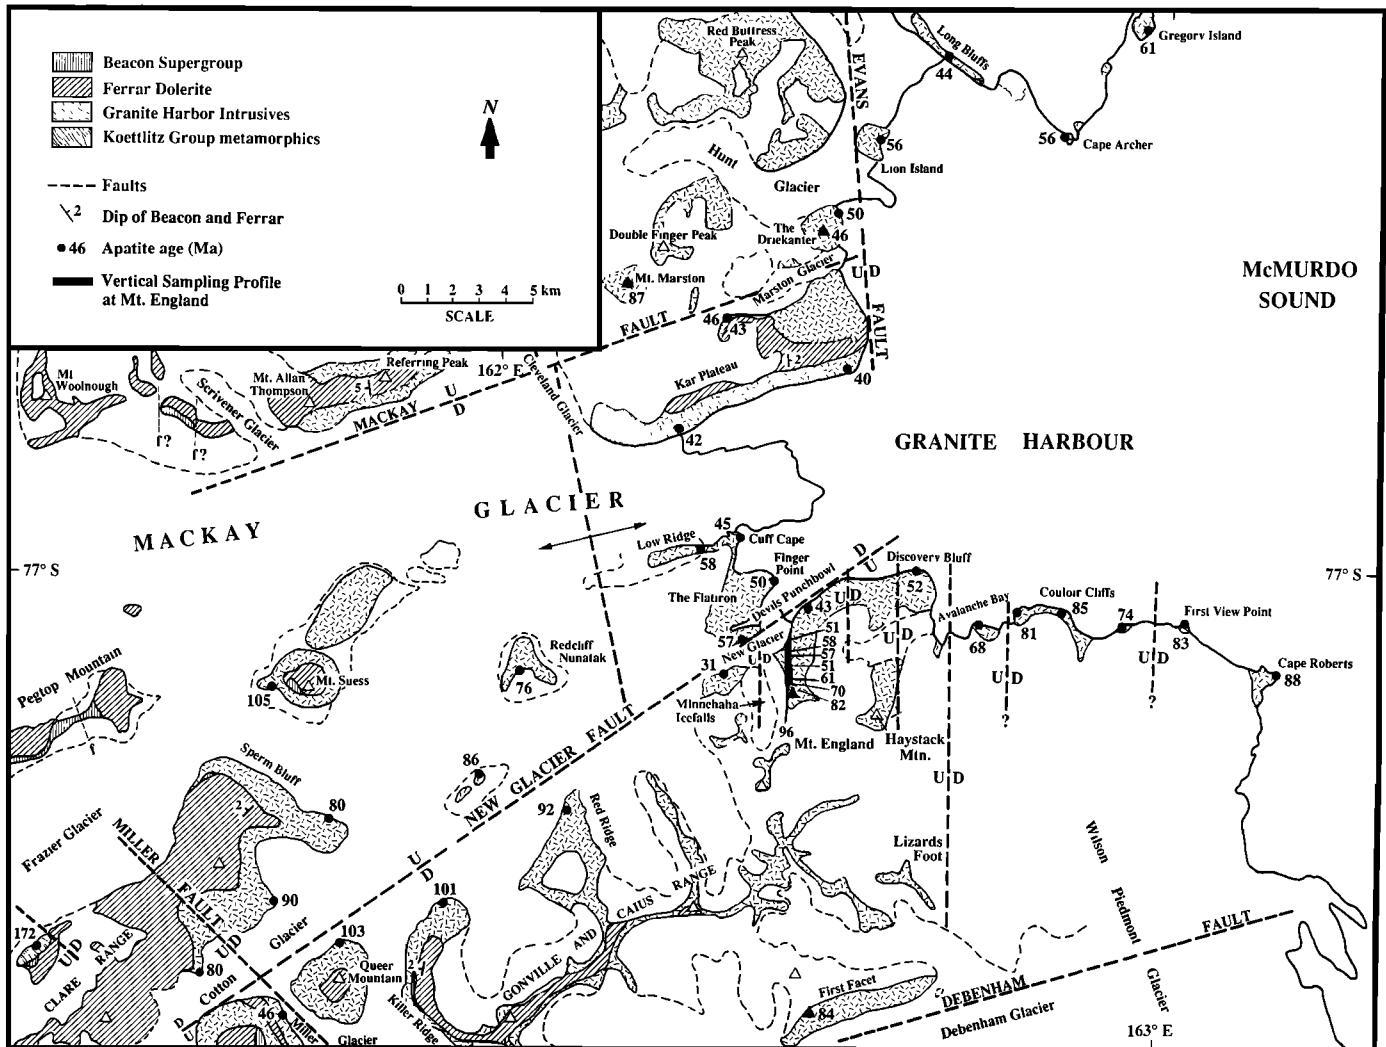 Beacon Supergroup
Ferrar Dolerite
Granite Harbor Intrusives
Koettlitz Group metamorphics
Faults
2 Dip of Beacon and Ferrar
46 Apatite age (Ma)
Vertical Sampling Profile
at Mt. England
N
0 1 2 3 4 5 km
SCALE
Red Buttress
Peak
EVANS
Long Bluffs
44
Gregory Island
61
56
Cape Archer
56
Lion Island
Hunt
Glacier
50
The
Driekanter
46
Double Finger Peak
Mt. Marston
87
Marston Glacier
U D
FAULT
McMURDO
SOUND
46
43
FAULT
2
Kar Plateau
40
42
Mt
Woolnough
Scrivener Glacier
f?
f?
Mt. Allan
Thompson
Referring Peak
5
162° E
Cleveland Glacier
MACKAY
U
D
GRANITE HARBOUR
MACKAY
GLACIER
77° S
77° S
45
Cuff Cape
Low Ridge
58
Finger
Point
50
The Flatiron
Devils Punchbowl
D
U
Discovery Bluff
52
43
U D
57
New Glacier
U D
31
51
58
57
51
61
70
82
96
Minnehaha
Icefalls
Mt. England
U D
Haystack
Mtn.
Avalanche Bay
68
81
Couloir Cliffs
85
74
First View Point
83
U D
?
U D
?
Cape Roberts
88
U D
Redcliff
Nunatak
76
Mt. Suess
105
Pegtop Mountain
f
Sperm Bluff
80
2
86
NEW GLACIER FAULT
92
Red Ridge
Lizards
Foot
Wilson
Piedmont
Glacier
Frazier Glacier
MILLER
FAULT
U D
90
172
U D
CLARE RANGE
80
Cotton
Glacier
U
D
103
Queer
Mountain
101
2
Killer Ridge
GONVILLE AND
CAIUS
RANGE
46
Miller
Glacier
D
U
First Facet
84
DEBENHAM
FAULT
Debenham Glacier
163° E